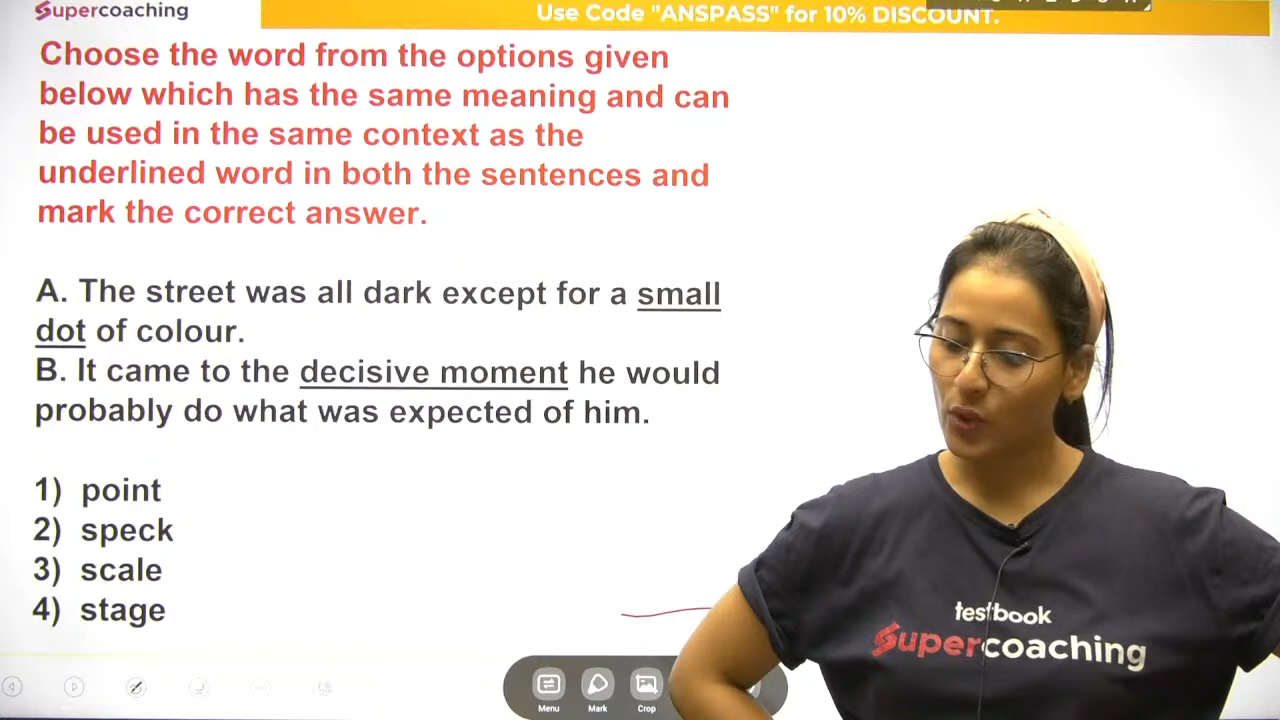 Supercoaching
Use Code "ANSPASS" for 10% DISCOUNT.
Choose the word from the options given
below which has the same meaning and can
be used in the same context as the
underlined word in both the sentences and
mark the correct answer.
A. The street was all dark except for a small
dot of colour.
B. It came to the decisive moment he would
probably do what was expected of him.
1) point
2) speck
3) scale
4) stage
testbook
Supercoaching
Menu
Mark
Crop